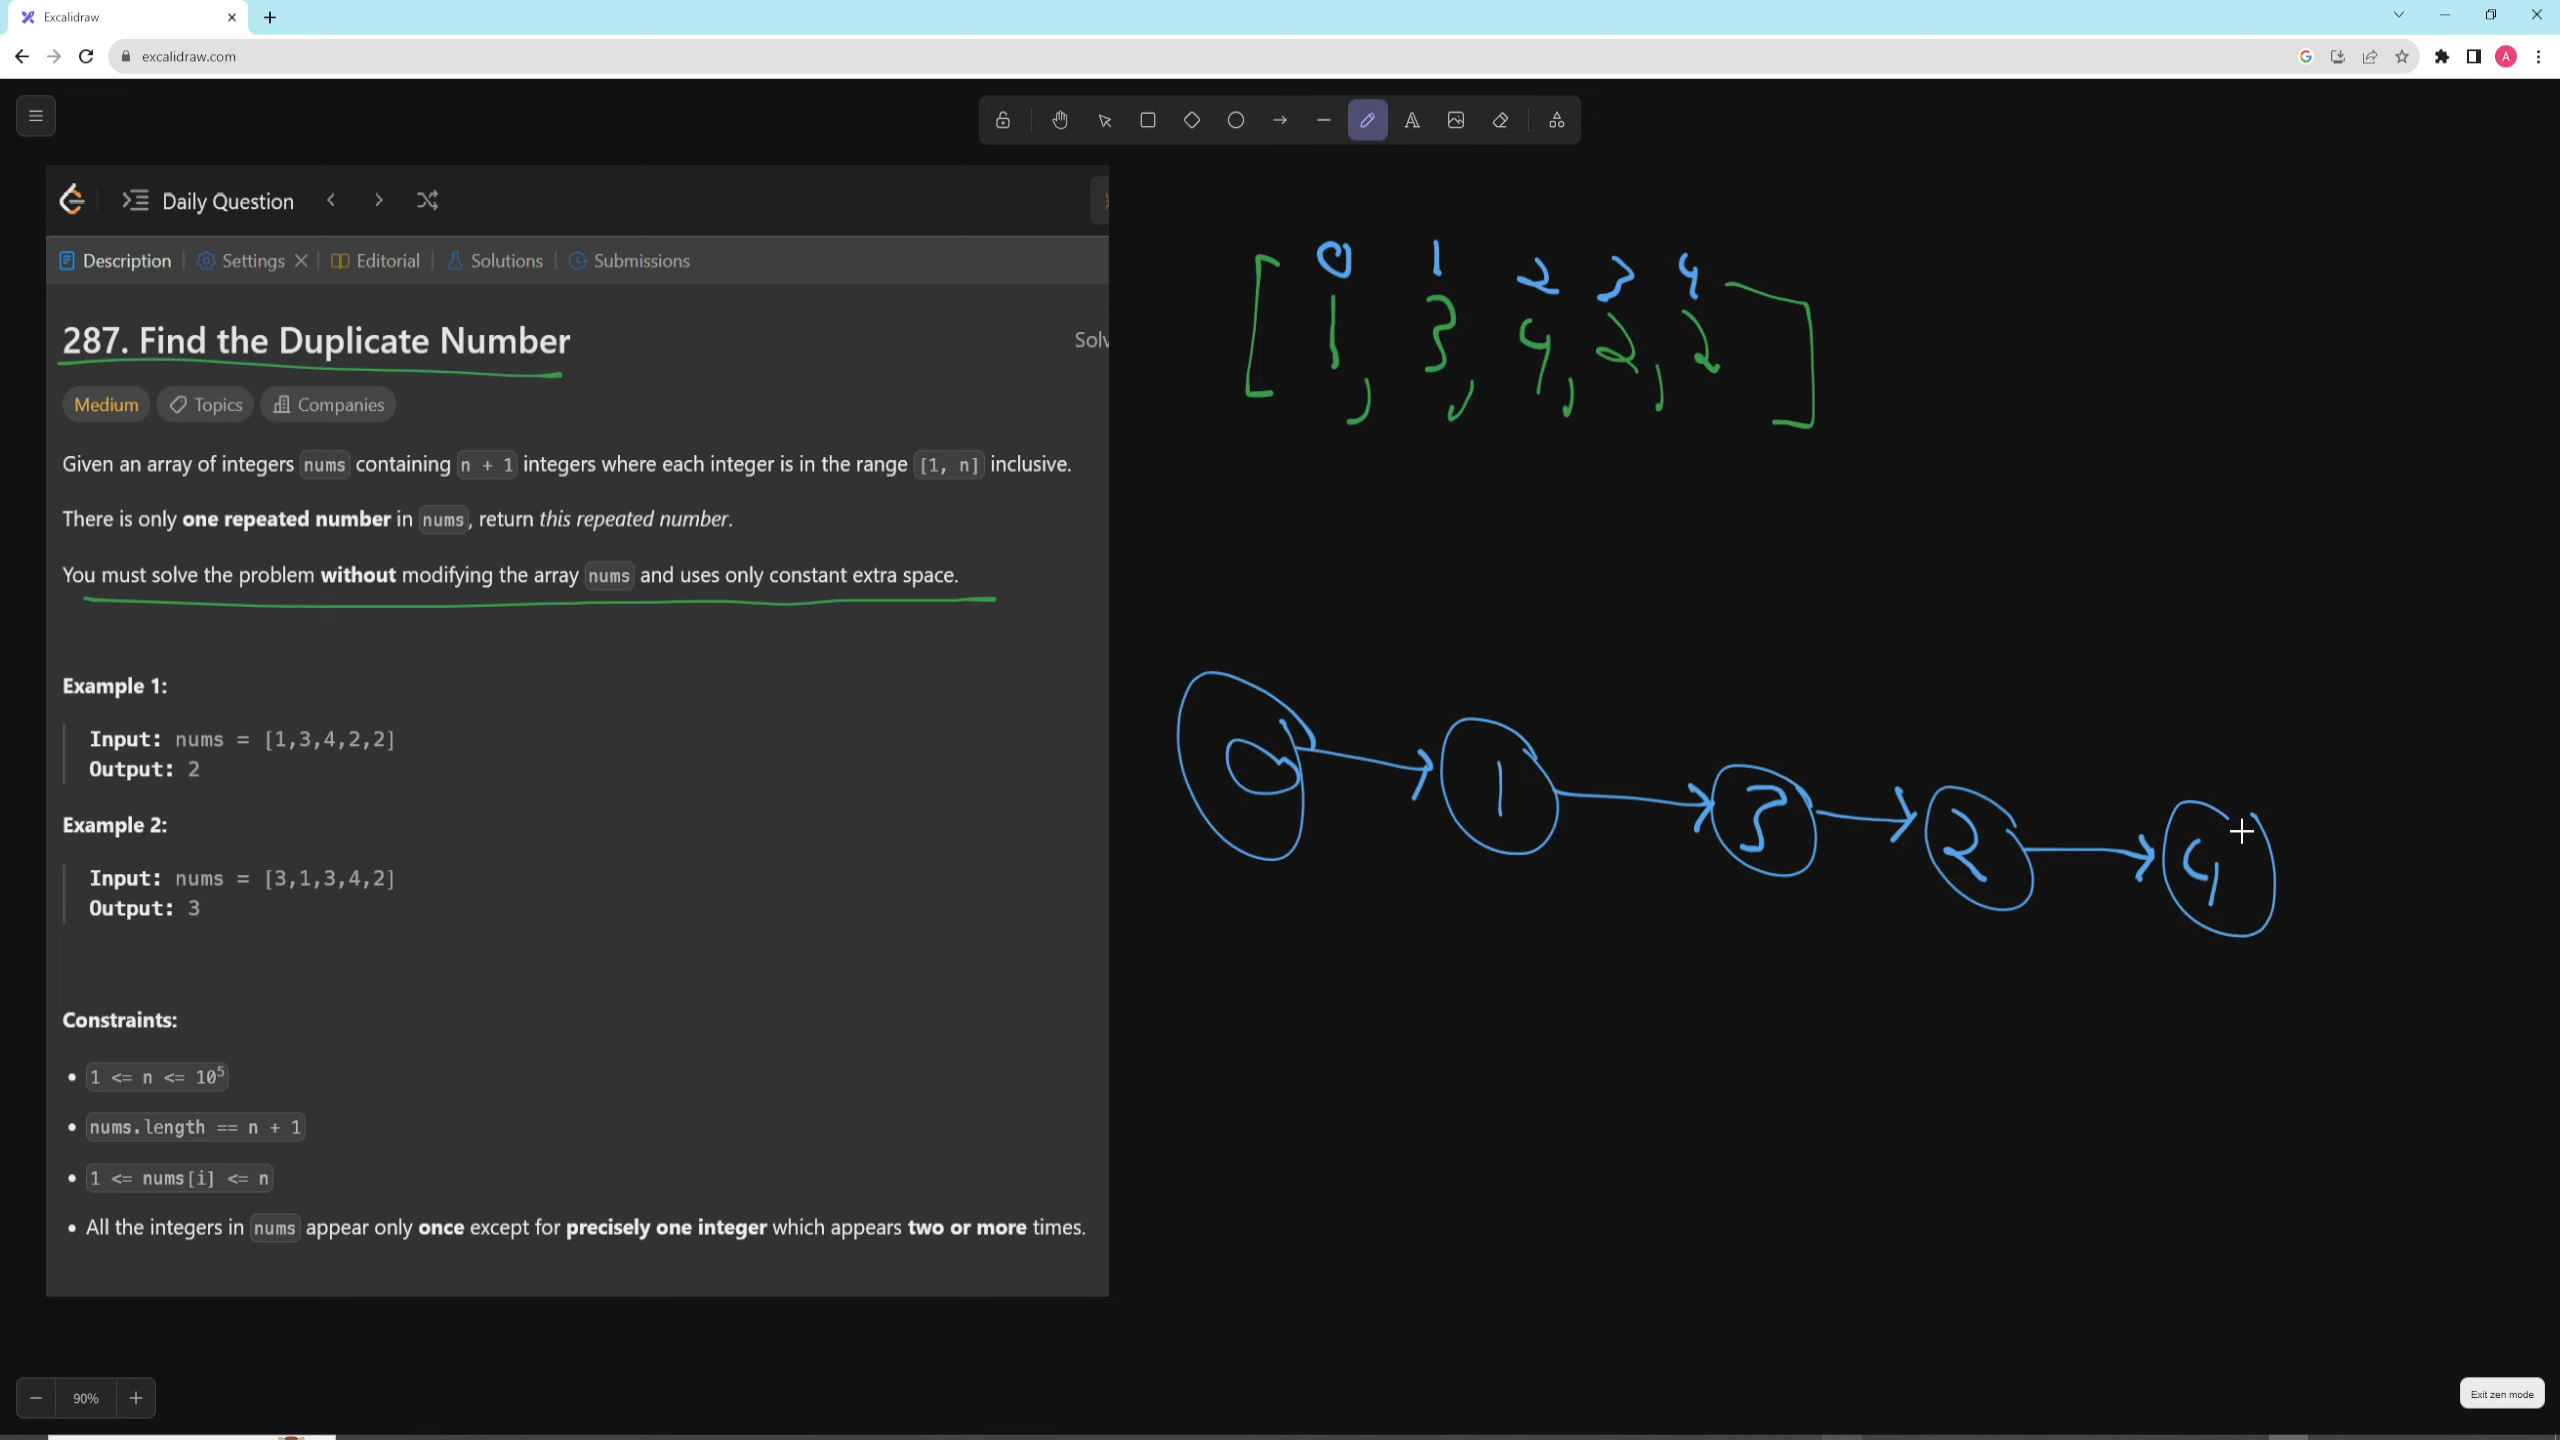 Excalidraw
excalidraw.com
A
Daily Question
Description Settings Editorial Solutions Submissions
287. Find the Duplicate Number
Solv
Medium Topics Companies
Given an array of integers nums containing n + 1 integers where each integer is in the range [1, n] inclusive.
There is only one repeated number in nums, return this repeated number.
You must solve the problem without modifying the array nums and uses only constant extra space.
Example 1:
Input: nums = [1,3,4,2,2]
Output: 2
Example 2:
Input: nums = [3,1,3,4,2]
Output: 3
Constraints:
• 1 <= n <= 10⁵
• nums.length == n + 1
• 1 <= nums[i] <= n
• All the integers in nums appear only once except for precisely one integer which appears two or more times.
0 1 2 3 4
[1, 3, 4, 2, 2]
0 → 1 → 3 → 2 → 4
90%
Exit zen mode